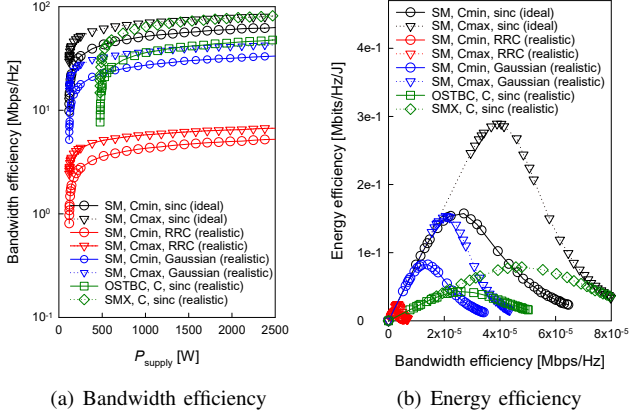 Bandwidth efficiency [Mbps/Hz]
10²
10¹
10⁰
10⁻¹
SM, Cmin, sinc (ideal)
SM, Cmax, sinc (ideal)
SM, Cmin, RRC (realistic)
SM, Cmax, RRC (realistic)
SM, Cmin, Gaussian (realistic)
SM, Cmax, Gaussian (realistic)
OSTBC, C, sinc (realistic)
SMX, C, sinc (realistic)
0 500 1000 1500 2000 2500
P_supply [W]
(a) Bandwidth efficiency
Energy efficiency [Mbits/Hz/J]
4e-1
3e-1
1e-1
0
SM, Cmin, sinc (ideal)
SM, Cmax, sinc (ideal)
SM, Cmin, RRC (realistic)
SM, Cmax, RRC (realistic)
SM, Cmin, Gaussian (realistic)
SM, Cmax, Gaussian (realistic)
OSTBC, C, sinc (realistic)
SMX, C, sinc (realistic)
0 2x10-5 4x10-5 6x10-5 8x10-5
Bandwidth efficiency [Mbps/Hz]
(b) Energy efficiency